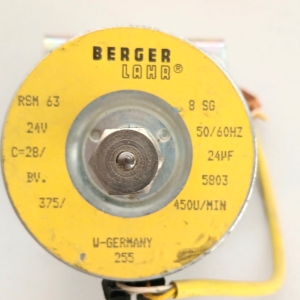 BERGER
LAHR®
RSM 63 8 SG
24V 50/60HZ
C=28/ 24µF
BV. 5803
375/ 450U/MIN
W-GERMANY
255